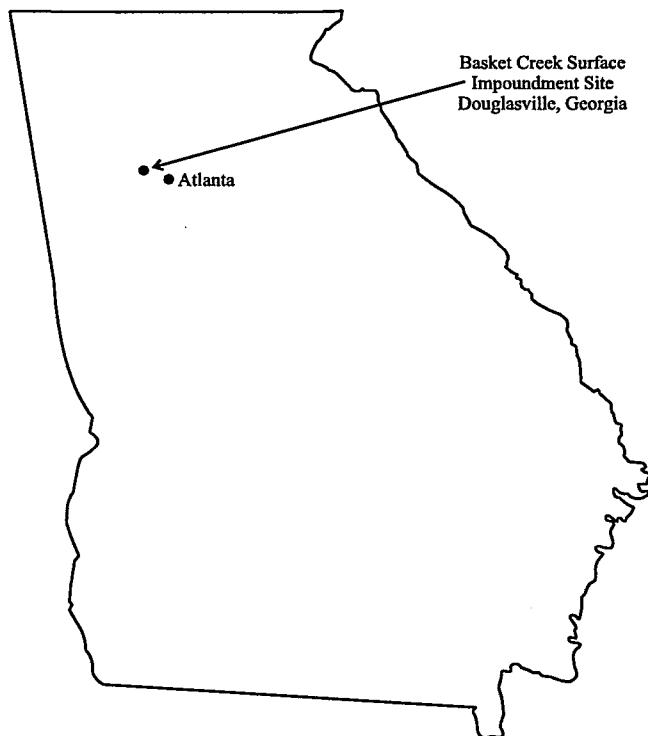 Basket Creek Surface
Impoundment Site
Douglasville, Georgia
Atlanta